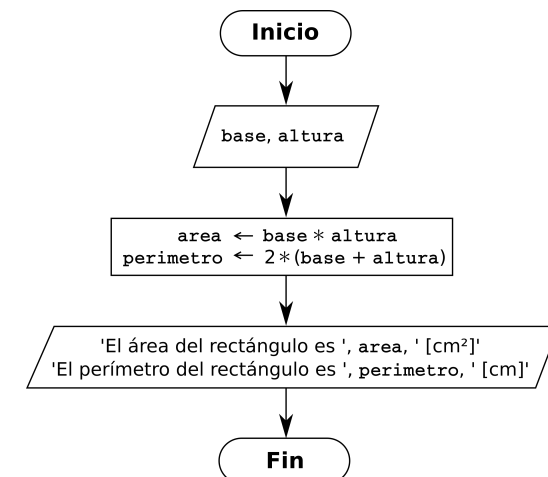 Inicio
base, altura
area ← base * altura
perimetro ← 2*(base + altura)
'El área del rectángulo es ', area, ' [cm²]'
'El perímetro del rectángulo es ', perimetro, ' [cm]'
Fin